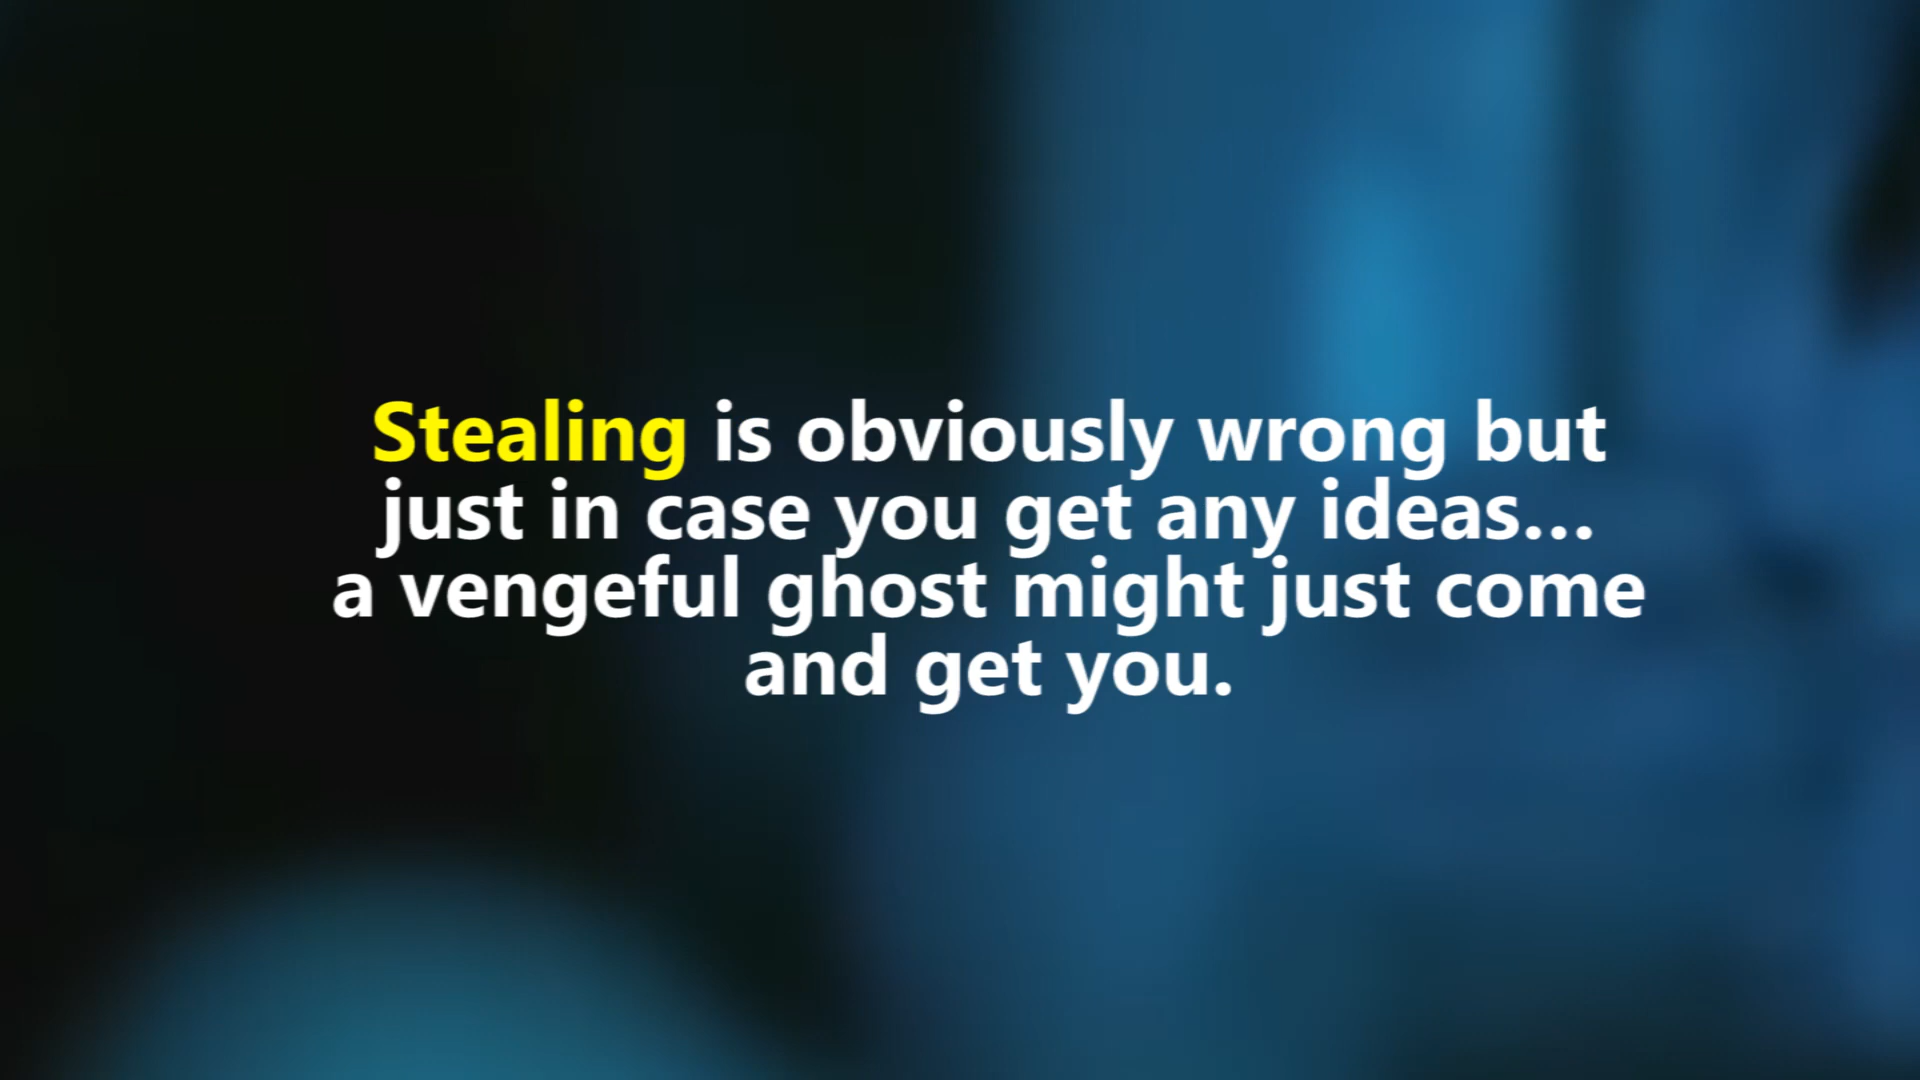 Stealing is obviously wrong but
just in case you get any ideas...
a vengeful ghost might just come
and get you.